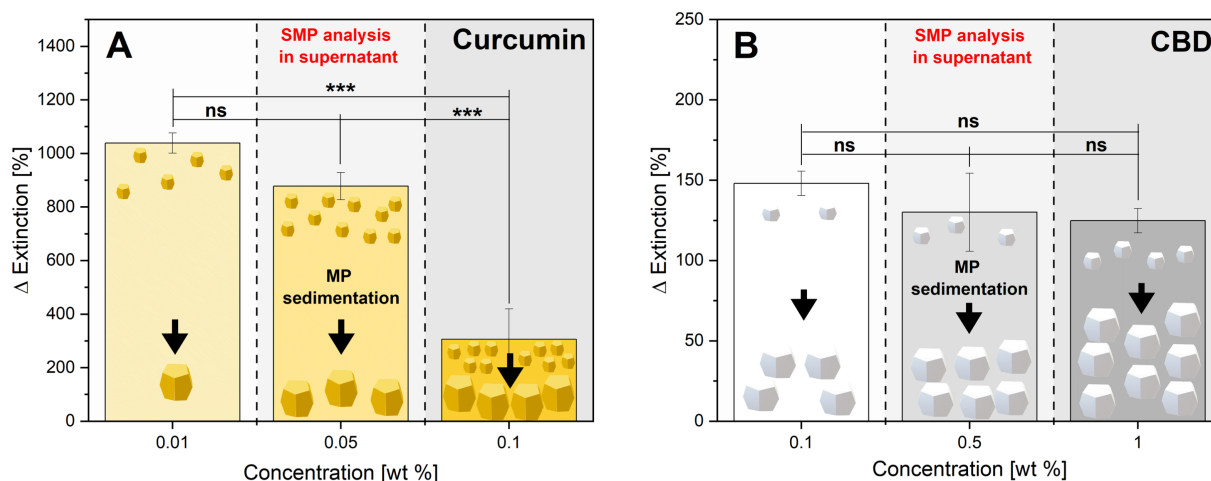 A
SMP analysis
in supernatant
Curcumin
***
ns
***
MP
sedimentation
Δ Extinction [%]
1400
1200
1000
800
600
400
200
0
0.01
0.05
0.1
Concentration [wt %]
B
SMP analysis
in supernatant
CBD
ns
ns
ns
MP
sedimentation
Δ Extinction [%]
250
200
150
100
50
0
0.1
0.5
1
Concentration [wt %]